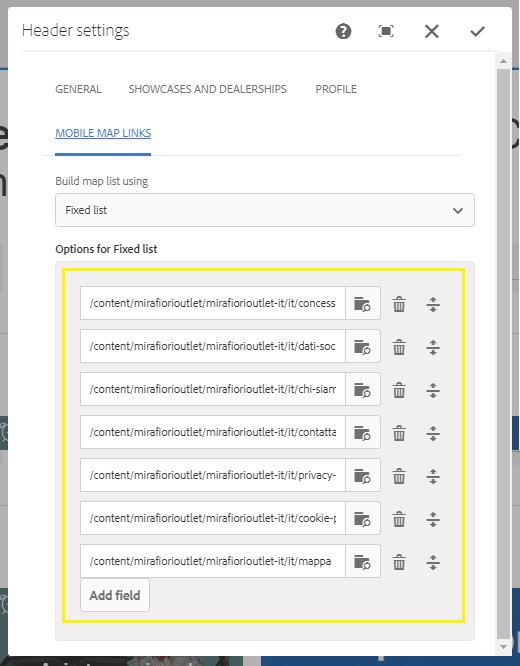 Header settings
GENERAL
SHOWCASES AND DEALERSHIPS
PROFILE
MOBILE MAP LINKS
Build map list using
Fixed list
Options for Fixed list
/content/mirafiorioutlet/mirafiorioutlet-it/it/concess
/content/mirafiorioutlet/mirafiorioutlet-it/it/dati-soc
/content/mirafiorioutlet/mirafiorioutlet-it/it/chi-siam
/content/mirafiorioutlet/mirafiorioutlet-it/it/contatta
/content/mirafiorioutlet/mirafiorioutlet-it/it/privacy-
/content/mirafiorioutlet/mirafiorioutlet-it/it/cookie-p
/content/mirafiorioutlet/mirafiorioutlet-it/it/mappa
Add field